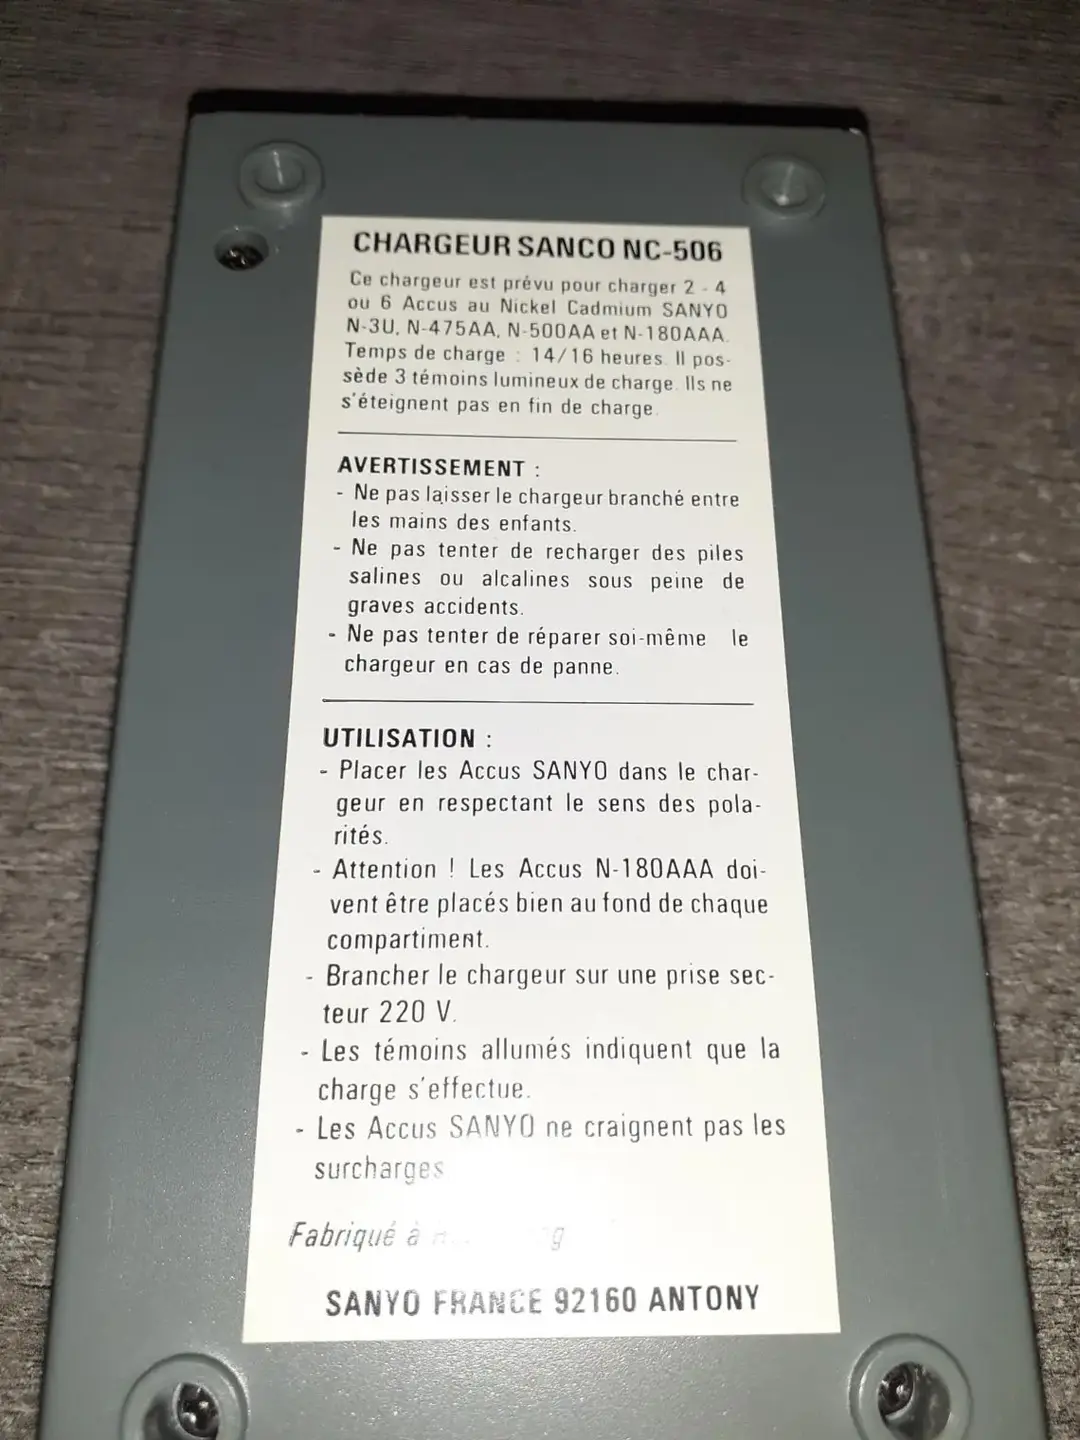 CHARGEUR SANCO NC-506
Ce chargeur est prévu pour charger 2 - 4
ou 6 Accus au Nickel Cadmium SANYO
N-3U, N-475AA, N-500AA et N-180AAA.
Temps de charge : 14/16 heures. Il pos-
sède 3 témoins lumineux de charge. Ils ne
s'éteignent pas en fin de charge.
AVERTISSEMENT :
- Ne pas laisser le chargeur branché entre
les mains des enfants.
- Ne pas tenter de recharger des piles
salines ou alcalines sous peine de
graves accidents.
- Ne pas tenter de réparer soi-même le
chargeur en cas de panne.
UTILISATION :
- Placer les Accus SANYO dans le char-
geur en respectant le sens des pola-
rités.
- Attention ! Les Accus N-180AAA doi-
vent être placés bien au fond de chaque
compartiment.
- Brancher le chargeur sur une prise sec-
teur 220 V.
- Les témoins allumés indiquent que la
charge s'effectue.
- Les Accus SANYO ne craignent pas les
surcharges
Fabriqué à
SANYO FRANCE 92160 ANTONY